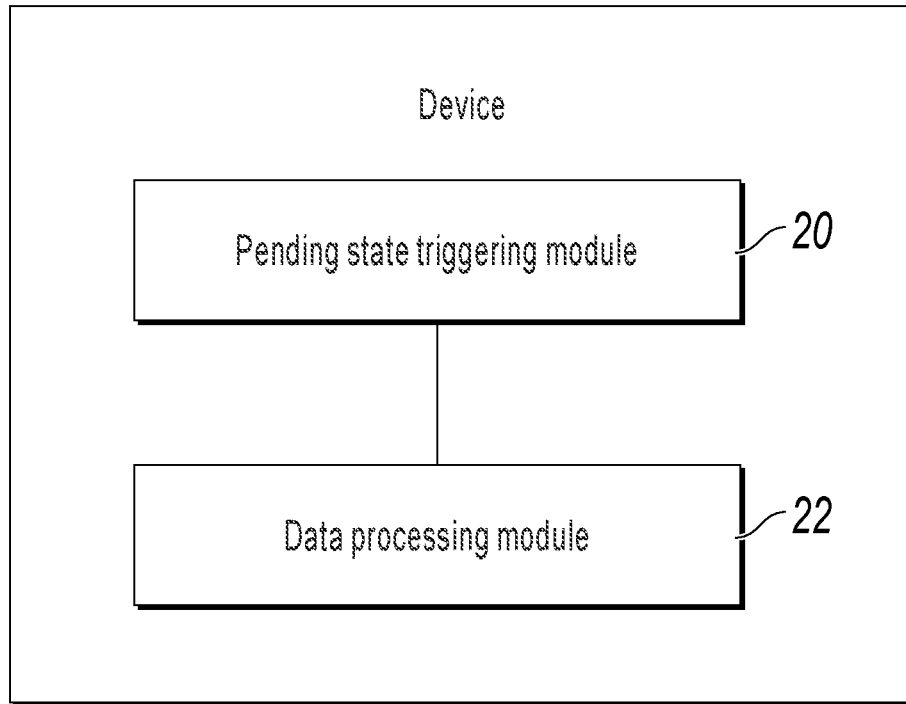 Device
Pending state triggering module
20
Data processing module
22